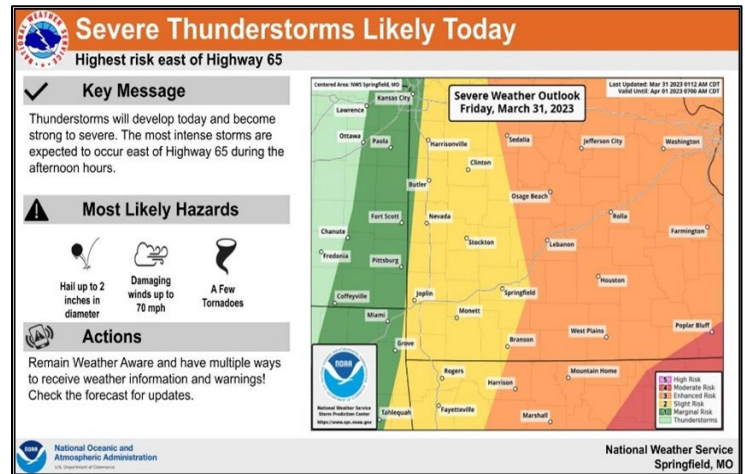 NATIONAL WEATHER SERVICE
Severe Thunderstorms Likely Today
Highest risk east of Highway 65
Key Message
Thunderstorms will develop today and become
strong to severe. The most intense storms are
expected to occur east of Highway 65 during the
afternoon hours.
Most Likely Hazards
Hail up to 2
inches in
diameter
Damaging
winds up to
70 mph
A Few
Tornadoes
Actions
Remain Weather Aware and have multiple ways
to receive weather information and warnings!
Check the forecast for updates.
Centered Area: NWS Springfield, MO
Severe Weather Outlook
Friday, March 31, 2023
Last Updated: Mar 31 2023 0112 AM CDT
Valid Until: Apr 01 2023 0700 AM CDT
Kansas City
Lawrence
Ottawa
Paola
Harrisonville
Sedalia
Jefferson City
Washington
Clinton
Butler
Osage Beach
Fort Scott
Nevada
Rolla
Chanute
Stockton
Lebanon
Farmington
Fredonia
Pittsburg
Houston
Coffeyville
Joplin
Springfield
Miami
Monett
West Plains
Poplar Bluff
Grove
Branson
Rogers
Harrison
Mountain Home
Tahlequah
Fayetteville
Marshall
NOAA
National Weather Service
Storm Prediction Center
https://www.spc.noaa.gov
5 High Risk
4 Moderate Risk
3 Enhanced Risk
2 Slight Risk
1 Marginal Risk
Thunderstorms
NOAA
National Oceanic and
Atmospheric Administration
U.S. Department of Commerce
National Weather Service
Springfield, MO